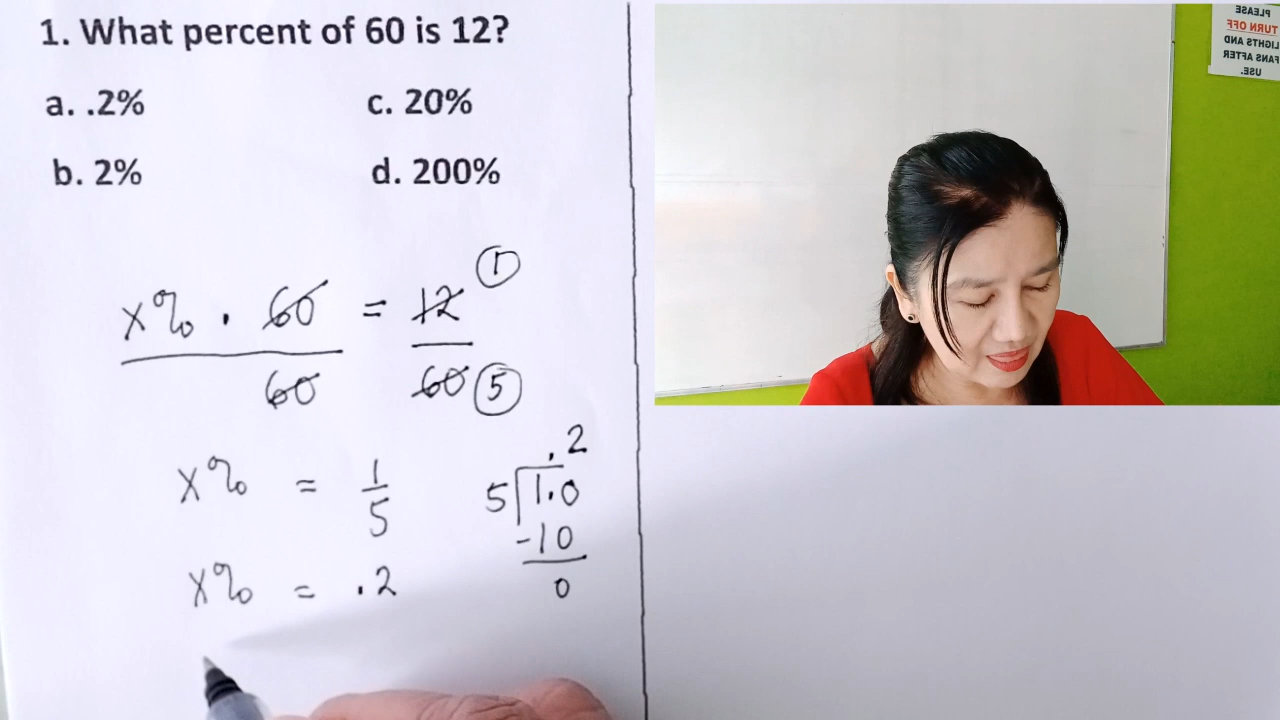 1. What percent of 60 is 12?
a. .2%
c. 20%
b. 2%
d. 200%
x% . 60 = 12 1
60 60 5
x% = 1/5
.2
5 1.0
-10
0
x% = .2
PLEASE
TURN OFF
LIGHTS AND
FANS AFTER
USE.